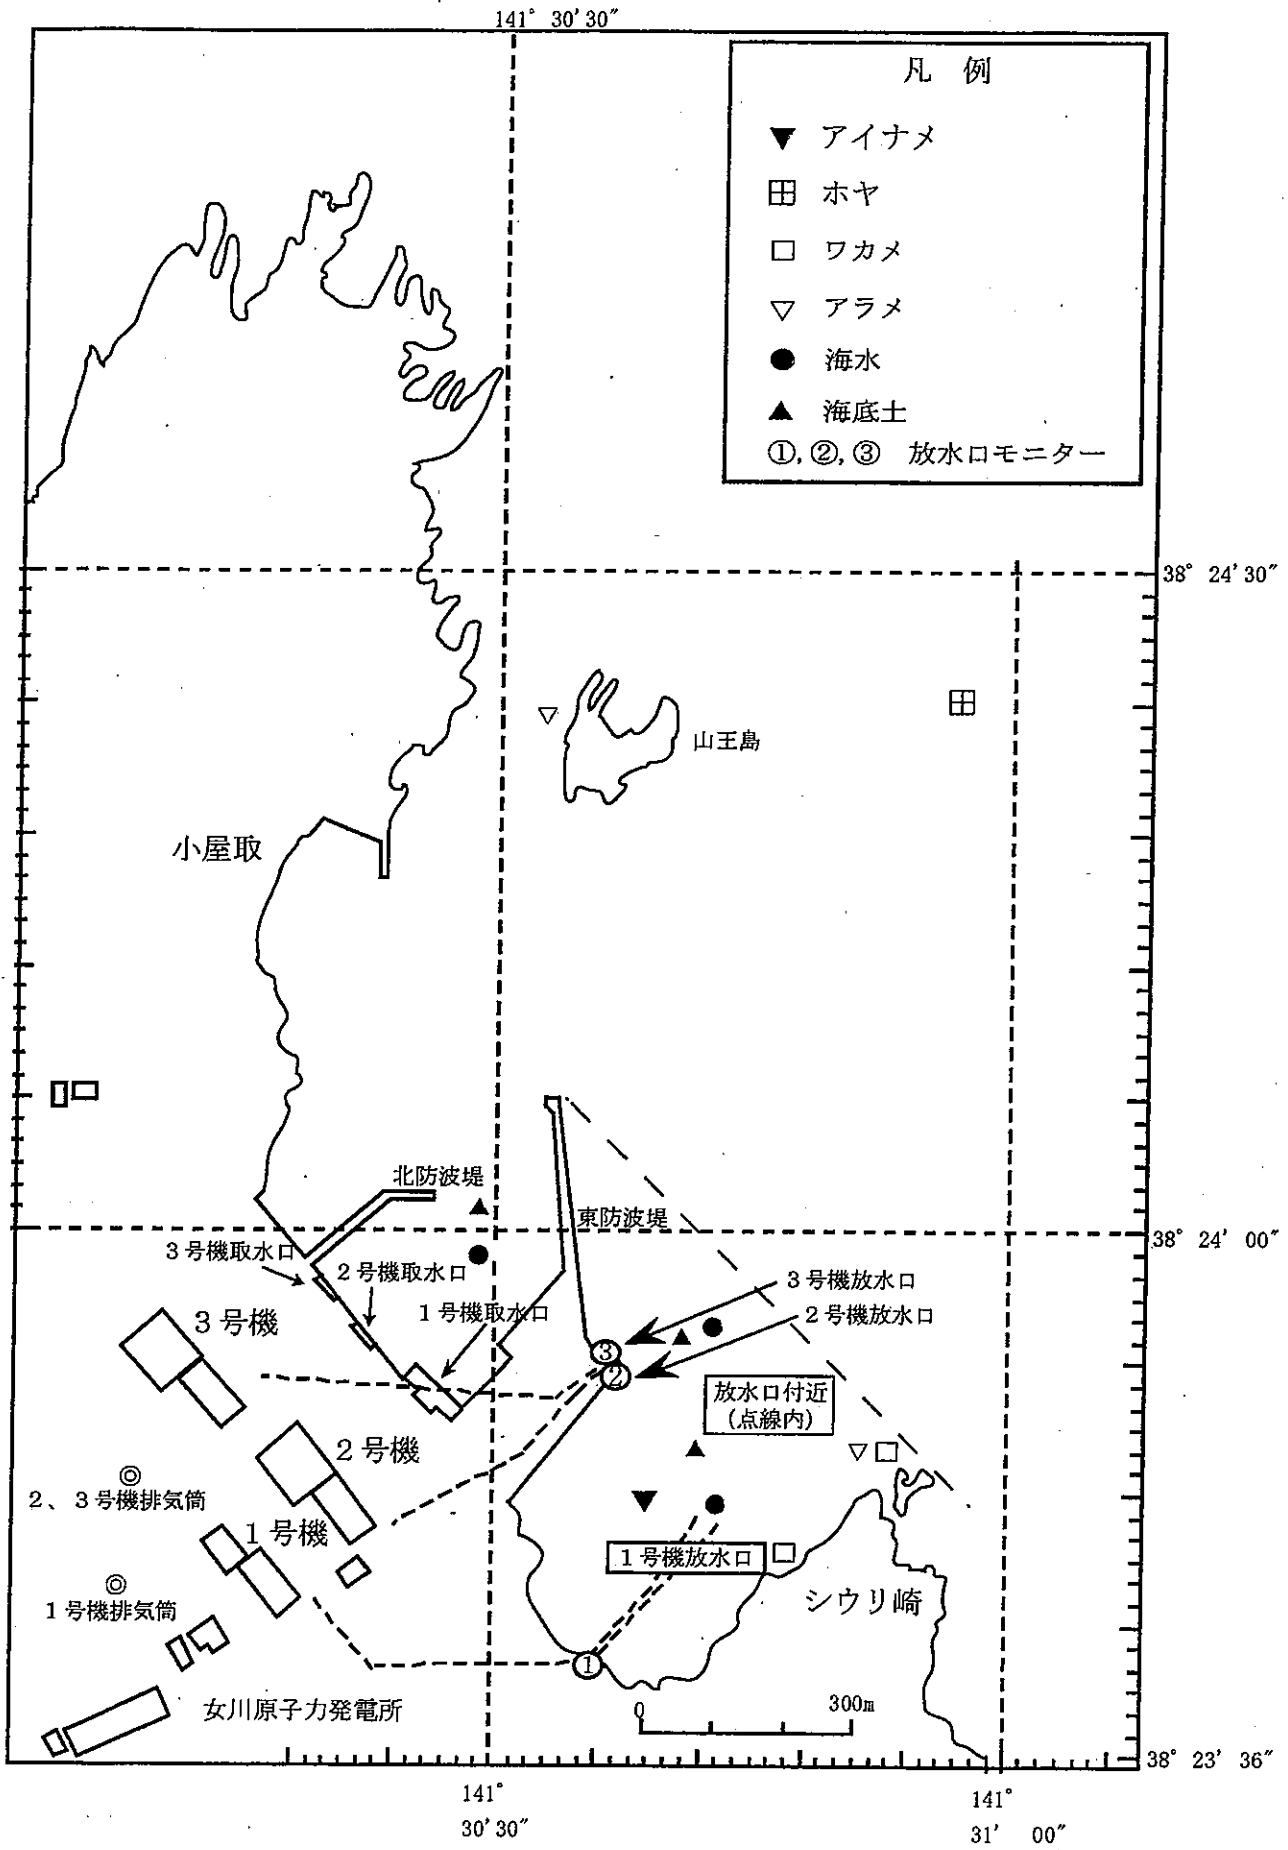 141° 30′30″
凡 例
アイナメ
ホヤ
ワカメ
アラメ
海水
海底土
①,②,③ 放水口モニター
38° 24′30″
山王島
小屋取
北防波堤
東防波堤
38° 24′00″
3号機取水口
2号機取水口
1号機取水口
3号機放水口
2号機放水口
3号機
③
②
放水口付近
(点線内)
2号機
2、3号機排気筒
1号機
1号機放水口
シウリ崎
1号機排気筒
①
女川原子力発電所
0 300m
38° 23′36″
141°
30′30″
141°
31′ 00″